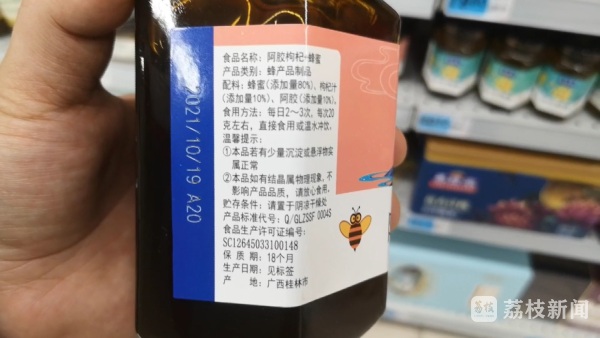 食品名称：阿胶枸杞·蜂蜜
产品类别：蜂产品制品
配料：蜂蜜（添加量80%）、枸杞汁
（添加量10%）、阿胶（添加量10%）、
食用方法：每日2～3次，每次20
克左右，直接食用或温水冲饮。
温馨提示：
①本品若有少量沉淀或悬浮物实
属正常
②本品如有结晶属物理现象，不
影响产品品质，请放心食用。
贮存条件：请置于阴凉干燥处
产品标准代号：Q/GLZSSF 0004S
食品生产许可证编号：
SC12645033100148
保 质 期：18个月
生产日期：见标签
产 地：广西桂林市
2021/10/19 A20
荔枝新闻